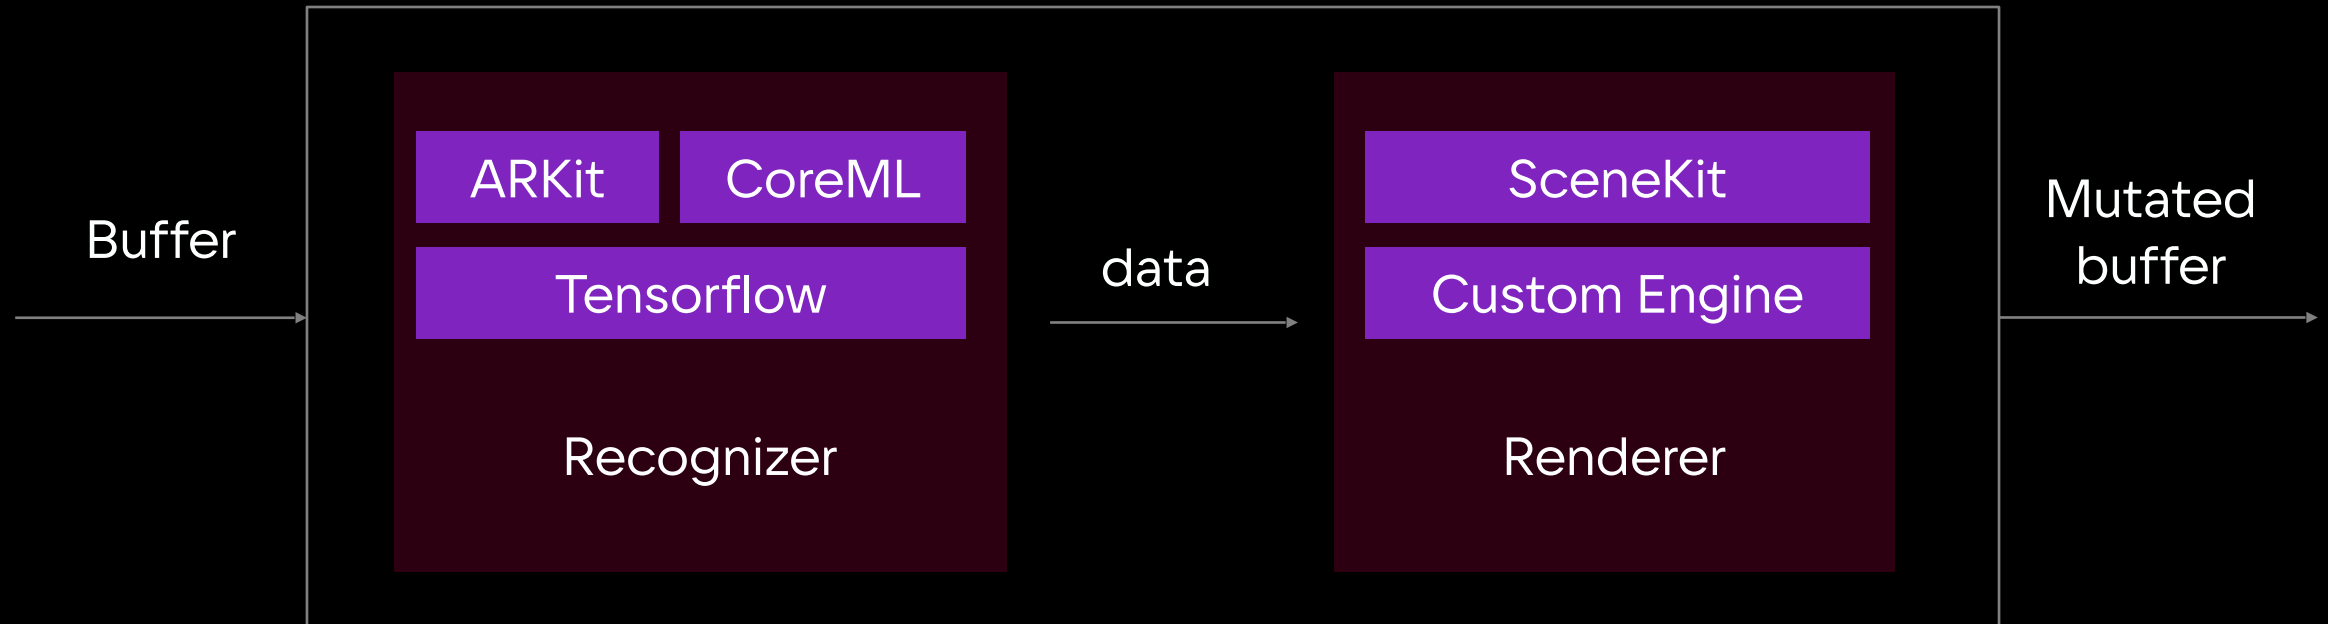 Buffer
ARKit
CoreML
Tensorflow
Recognizer
data
SceneKit
Custom Engine
Renderer
Mutated
buffer